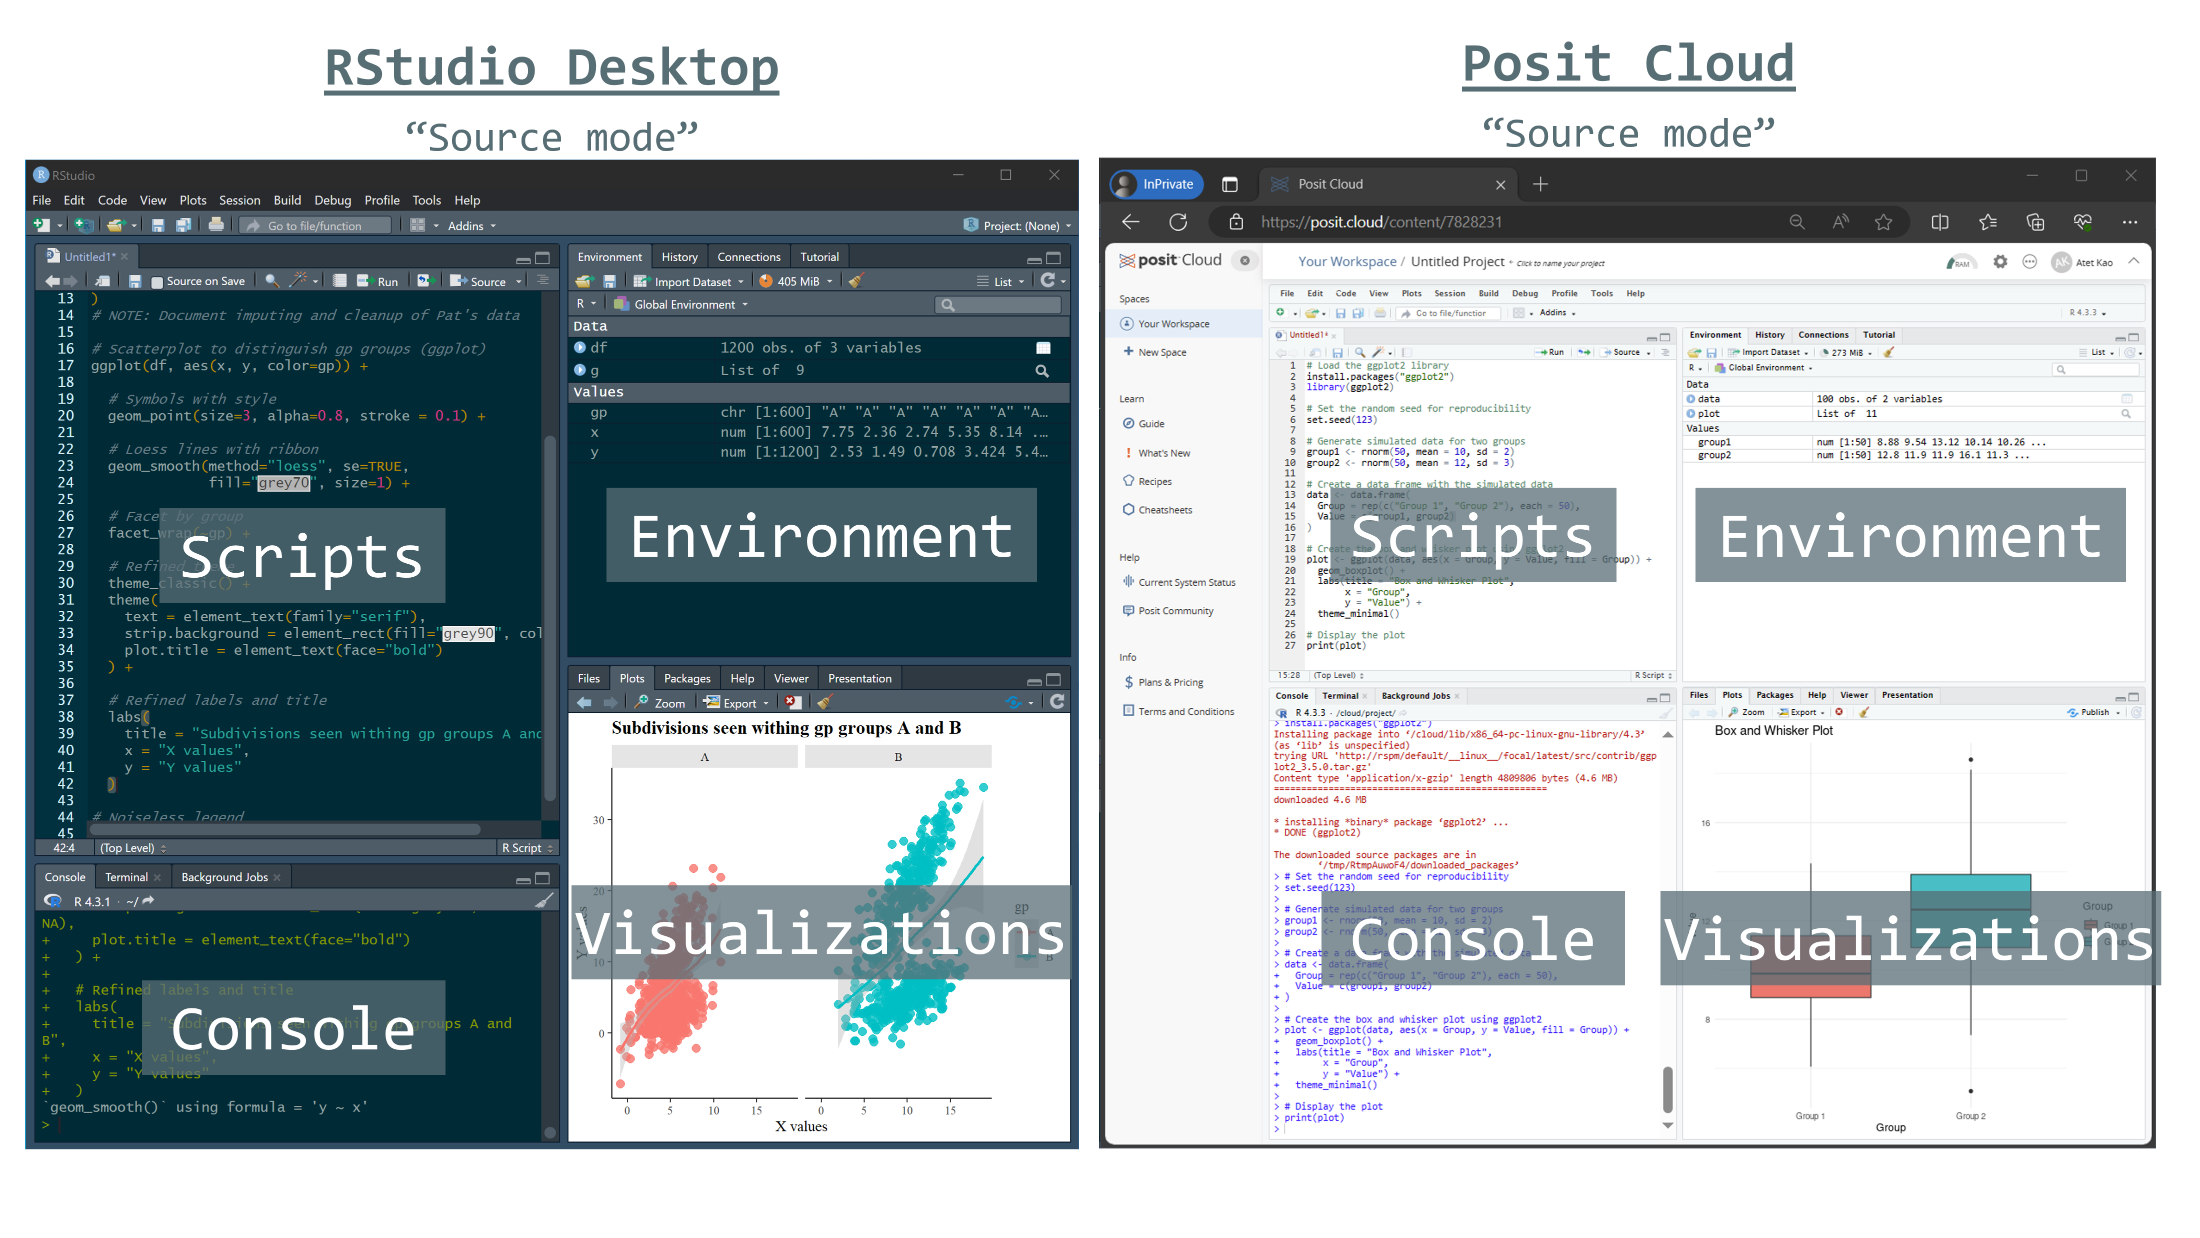 RStudio Desktop
“Source mode”
RStudio
File Edit Code View Plots Session Build Debug Profile Tools Help
Go to file/function Addins Project: (None)
Untitled1*
Source on Save Run Source
13 )
14 # NOTE: Document imputing and cleanup of Pat's data
15
16 # Scatterplot to distinguish gp groups (ggplot)
17 ggplot(df, aes(x, y, color=gp)) +
18
19 # Symbols with style
20 geom_point(size=3, alpha=0.8, stroke = 0.1) +
21
22 # Loess lines with ribbon
23 geom_smooth(method="loess", se=TRUE,
24 fill="grey70", size=1) +
25
26 # Facet by group
27 facet_wrap(~gp) +
28
29 # Refined
30 theme_classic() +
31 theme(
32 text = element_text(family="serif"),
33 strip.background = element_rect(fill="grey90", col
34 plot.title = element_text(face="bold")
35 ) +
36
37 # Refined labels and title
38 labs(
39 title = "Subdivisions seen withing gp groups A and
40 x = "X values",
41 y = "Y values"
42 )
43
44 # Noiseless legend
45
Scripts
42:4 (Top Level) R Script
Console Terminal Background Jobs
R 4.3.1 · ~/
NA),
+ plot.title = element_text(face="bold")
+ ) +
+
+ # Refined labels and title
+ labs(
+ title = "Subdivisions seen withing gp groups A and
B",
+ x = "X values",
+ y = "Y values"
+ )
`geom_smooth()` using formula = 'y ~ x'
>
Console
Environment History Connections Tutorial
Import Dataset 405 MiB List
R Global Environment
Data
df 1200 obs. of 3 variables
g List of 9
Values
gp chr [1:600] "A" "A" "A" "A" "A" "A" "A…
x num [1:600] 7.75 2.36 2.74 5.35 8.14 ...
y num [1:1200] 2.53 1.49 0.708 3.424 5.4…
Environment
Files Plots Packages Help Viewer Presentation
Zoom Export
Subdivisions seen withing gp groups A and B
A B
30
20
10
0
Y values
gp
B
0 5 10 15 0 5 10 15
X values
Visualizations
Posit Cloud
“Source mode”
InPrivate Posit Cloud
https://posit.cloud/content/7828231
posit Cloud
Your Workspace / Untitled Project Click to name your project
RAM AK Atet Kao
Spaces
Your Workspace
New Space
Learn
Guide
What's New
Recipes
Cheatsheets
Help
Current System Status
Posit Community
Info
Plans & Pricing
Terms and Conditions
File Edit Code View Plots Session Build Debug Profile Tools Help
Go to file/function Addins R 4.3.3
Untitled1*
Run Source
1 # Load the ggplot2 library
2 install.packages("ggplot2")
3 library(ggplot2)
4
5 # Set the random seed for reproducibility
6 set.seed(123)
7
8 # Generate simulated data for two groups
9 group1 <- rnorm(50, mean = 10, sd = 2)
10 group2 <- rnorm(50, mean = 12, sd = 3)
11
12 # Create a data frame with the simulated data
13 data <- data.frame(
14 Group = rep(c("Group 1", "Group 2"), each = 50),
15 Value = c(group1, group2)
16 )
17
18 # Create the box and whisker plot using ggplot2
19 plot <- ggplot(data, aes(x = Group, y = Value, fill = Group)) +
20 geom_boxplot() +
21 labs(title = "Box and Whisker Plot",
22 x = "Group",
23 y = "Value") +
24 theme_minimal()
25
26 # Display the plot
27 print(plot)
Scripts
15:28 (Top Level) R Script
Console Terminal Background Jobs
R 4.3.3 · /cloud/project/
> install.packages("ggplot2")
Installing package into ‘/cloud/lib/x86_64-pc-linux-gnu-library/4.3’
(as ‘lib’ is unspecified)
trying URL 'http://rspm/default/__linux__/focal/latest/src/contrib/ggp
lot2_3.5.0.tar.gz'
Content type 'application/x-gzip' length 4809806 bytes (4.6 MB)
==================================================
downloaded 4.6 MB
* installing *binary* package ‘ggplot2’ ...
* DONE (ggplot2)
The downloaded source packages are in
‘/tmp/RtmpAuwoF4/downloaded_packages’
> # Set the random seed for reproducibility
> set.seed(123)
>
> # Generate simulated data for two groups
> group1 <- rnorm(50, mean = 10, sd = 2)
> group2 <- rnorm(50, mean = 12, sd = 3)
>
> # Create a data frame with the simulated data
> data <- data.frame(
+ Group = rep(c("Group 1", "Group 2"), each = 50),
+ Value = c(group1, group2)
+ )
>
> # Create the box and whisker plot using ggplot2
> plot <- ggplot(data, aes(x = Group, y = Value, fill = Group)) +
+ geom_boxplot() +
+ labs(title = "Box and Whisker Plot",
+ x = "Group",
+ y = "Value") +
+ theme_minimal()
>
> # Display the plot
> print(plot)
>
Console
Environment History Connections Tutorial
Import Dataset 273 MiB List
R Global Environment
Data
data 100 obs. of 2 variables
plot List of 11
Values
group1 num [1:50] 8.88 9.54 13.12 10.14 10.26 ...
group2 num [1:50] 12.8 11.9 11.9 16.1 11.3 ...
Environment
Files Plots Packages Help Viewer Presentation
Zoom Export Publish
Box and Whisker Plot
16
12
8
Group
Group 1
Group 1 Group 2
Group
Visualizations